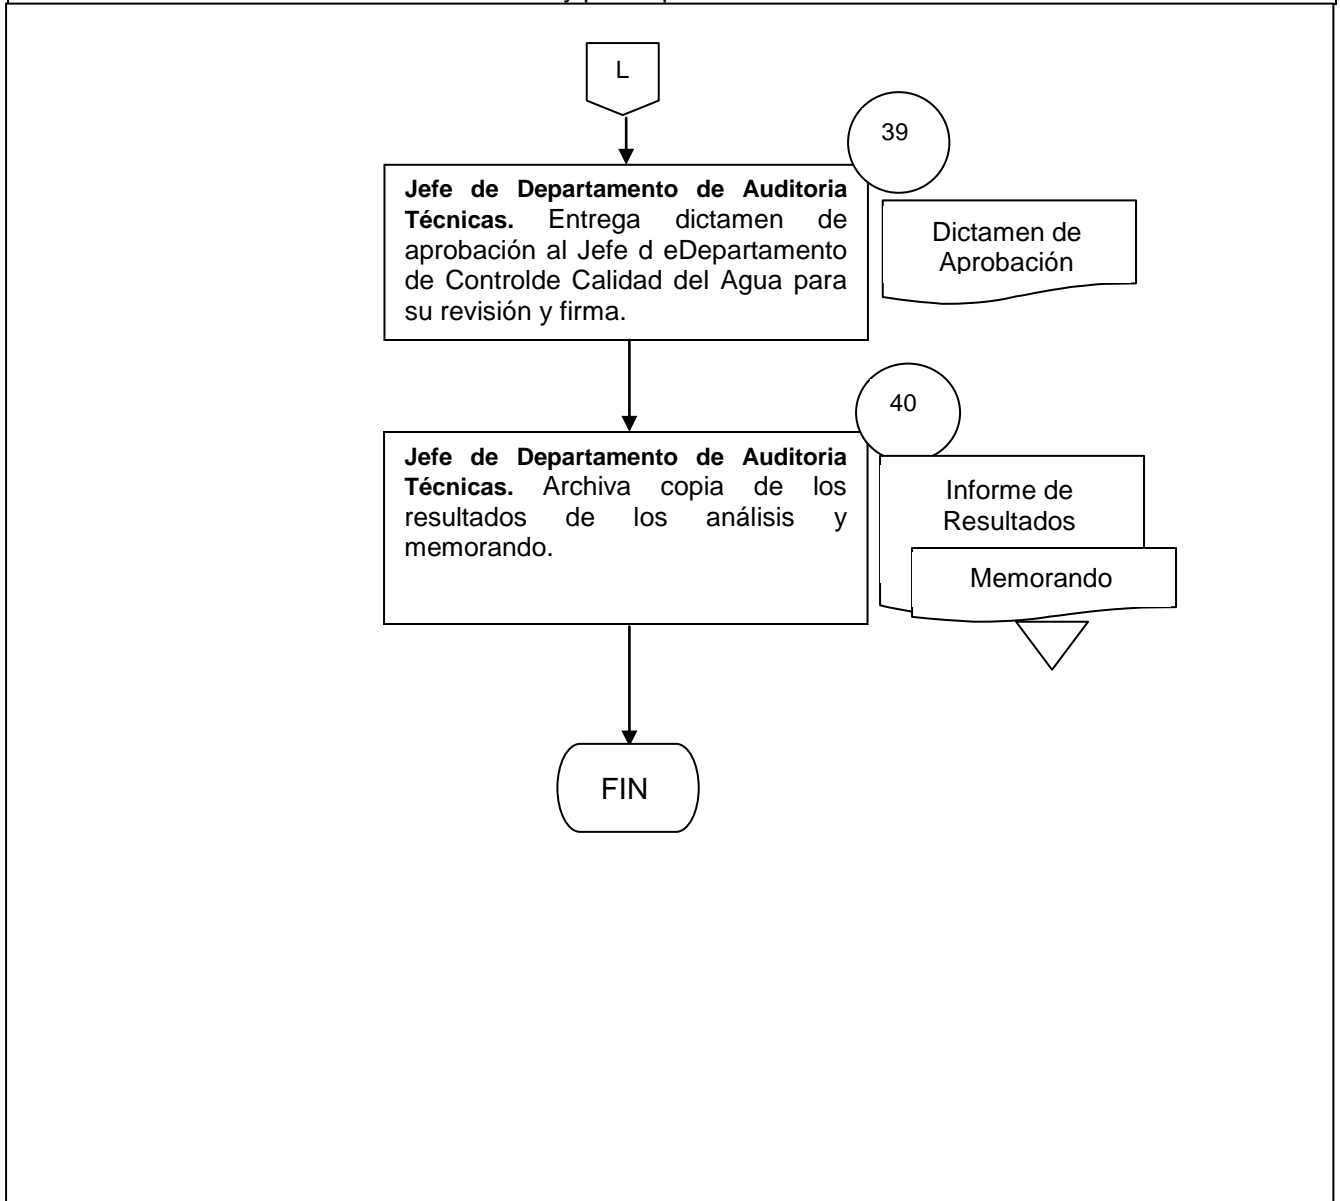 L
39
Jefe de Departamento de Auditoria
Técnicas. Entrega dictamen de
aprobación al Jefe d eDepartamento
de Controlde Calidad del Agua para
su revisión y firma.
Dictamen de
Aprobación
40
Jefe de Departamento de Auditoria
Técnicas. Archiva copia de los
resultados de los análisis y
memorando.
Informe de
Resultados
Memorando
FIN